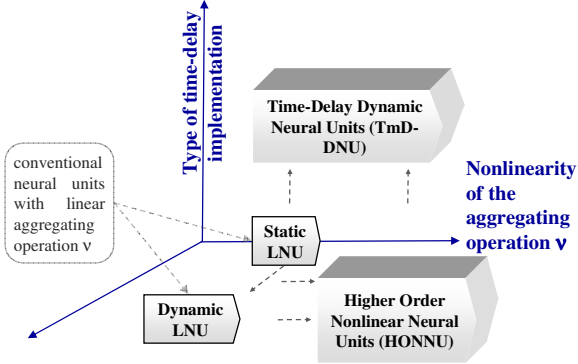 Type of time-delay
implementation
Time-Delay Dynamic
Neural Units (TmD-
DNU)
conventional
neural units
with linear
aggregating
operation ν
Nonlinearity
of the
aggregating
operation ν
Static
LNU
Dynamic
LNU
Higher Order
Nonlinear Neural
Units (HONNU)